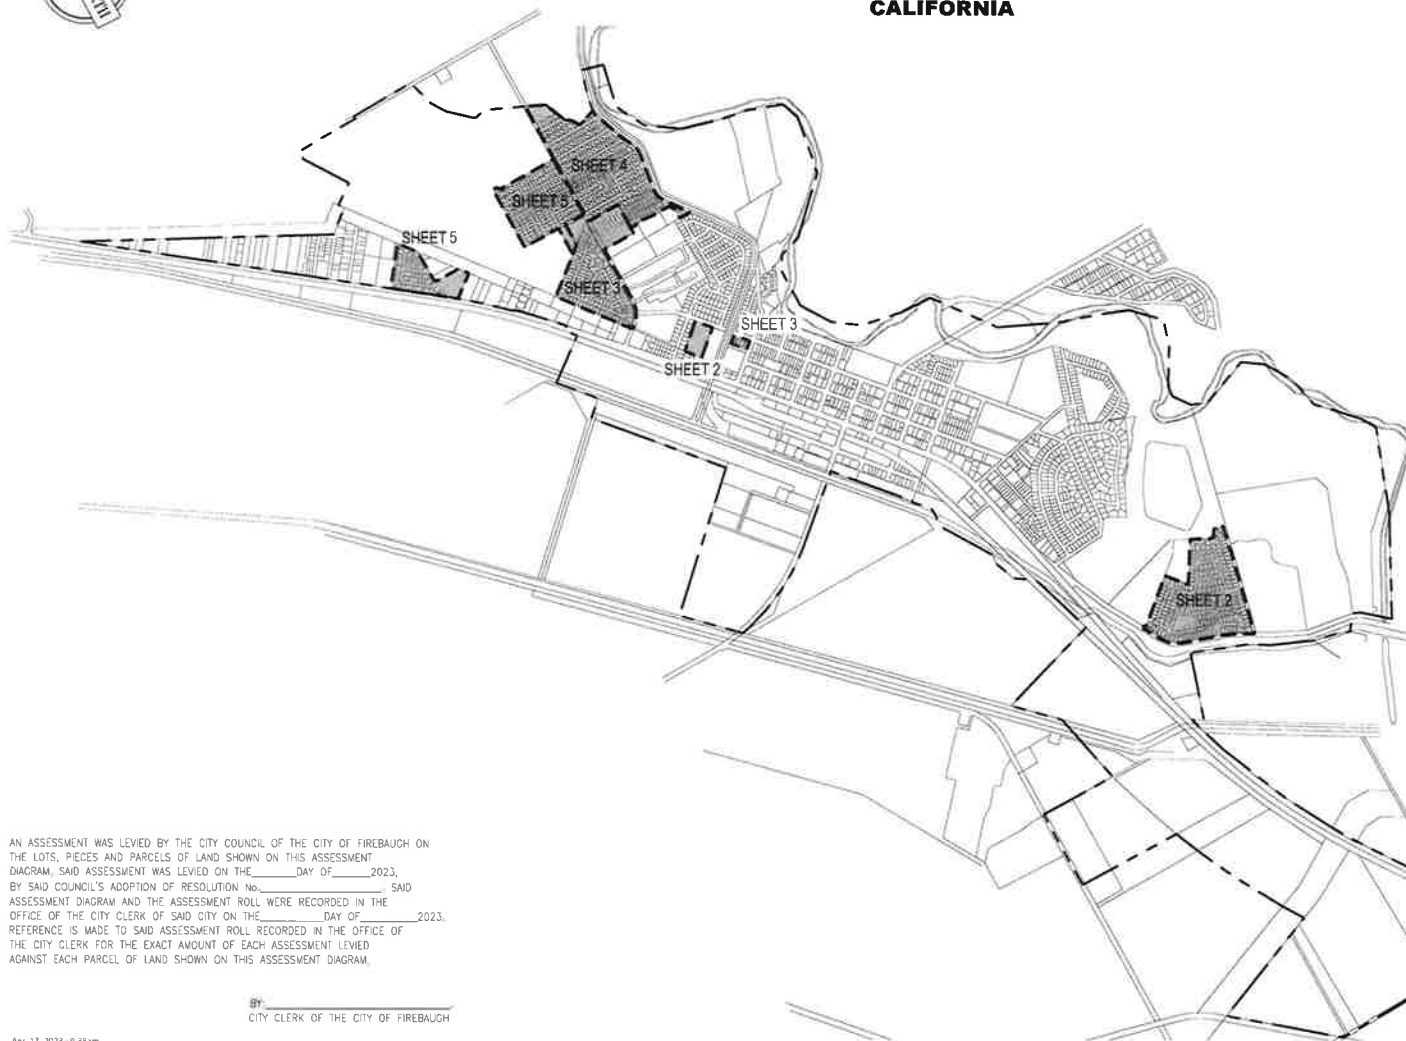 CALIFORNIA
SHEET 4
SHEET 5
SHEET 5
SHEET 3
SHEET 3
SHEET 2
SHEET 2
AN ASSESSMENT WAS LEVIED BY THE CITY COUNCIL OF THE CITY OF FIREBAUGH ON
THE LOTS, PIECES AND PARCELS OF LAND SHOWN ON THIS ASSESSMENT
DIAGRAM. SAID ASSESSMENT WAS LEVIED ON THE_______DAY OF______2023,
BY SAID COUNCIL'S ADOPTION OF RESOLUTION No.___________________. SAID
ASSESSMENT DIAGRAM AND THE ASSESSMENT ROLL WERE RECORDED IN THE
OFFICE OF THE CITY CLERK OF SAID CITY ON THE__________DAY OF_________2023.
REFERENCE IS MADE TO SAID ASSESSMENT ROLL RECORDED IN THE OFFICE OF
THE CITY CLERK FOR THE EXACT AMOUNT OF EACH ASSESSMENT LEVIED
AGAINST EACH PARCEL OF LAND SHOWN ON THIS ASSESSMENT DIAGRAM.
BY:____________________________
CITY CLERK OF THE CITY OF FIREBAUGH